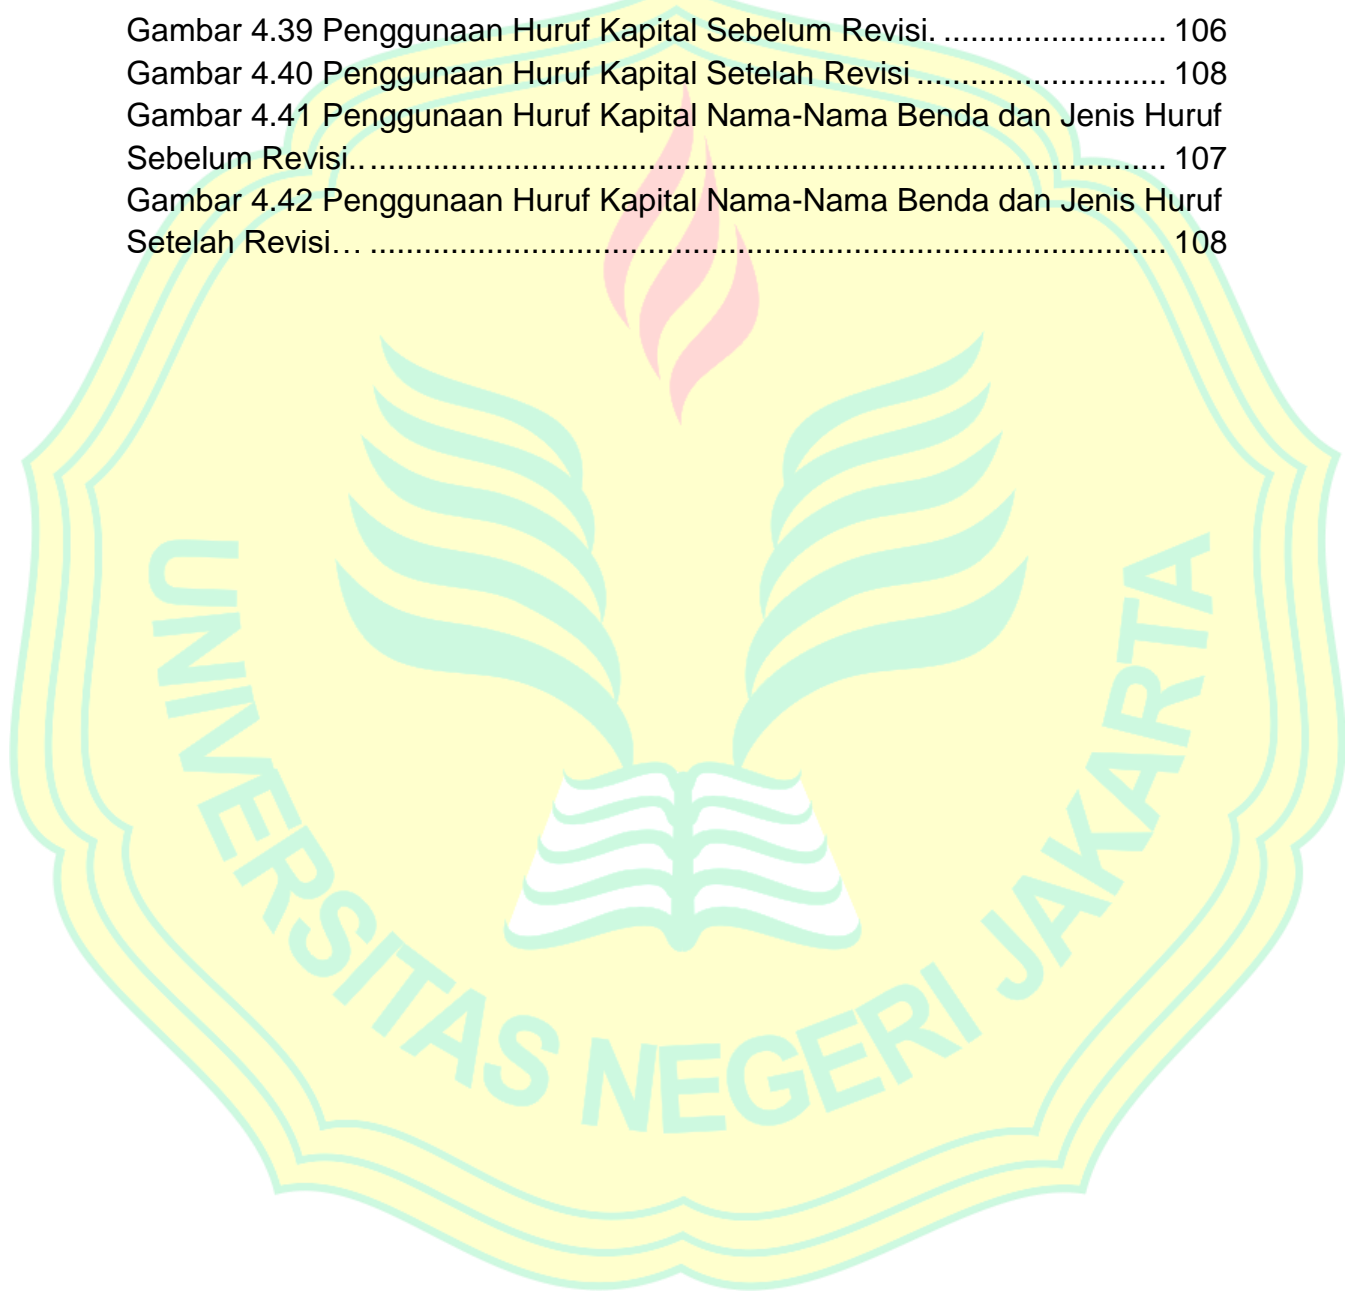 Gambar 4.39 Penggunaan Huruf Kapital Sebelum Revisi. ......................... 106
Gambar 4.40 Penggunaan Huruf Kapital Setelah Revisi ............................ 108
Gambar 4.41 Penggunaan Huruf Kapital Nama-Nama Benda dan Jenis Huruf
Sebelum Revisi.. ......................................................................................... 107
Gambar 4.42 Penggunaan Huruf Kapital Nama-Nama Benda dan Jenis Huruf
Setelah Revisi… ......................................................................................... 108
UNIVERSITAS NEGERI JAKARTA